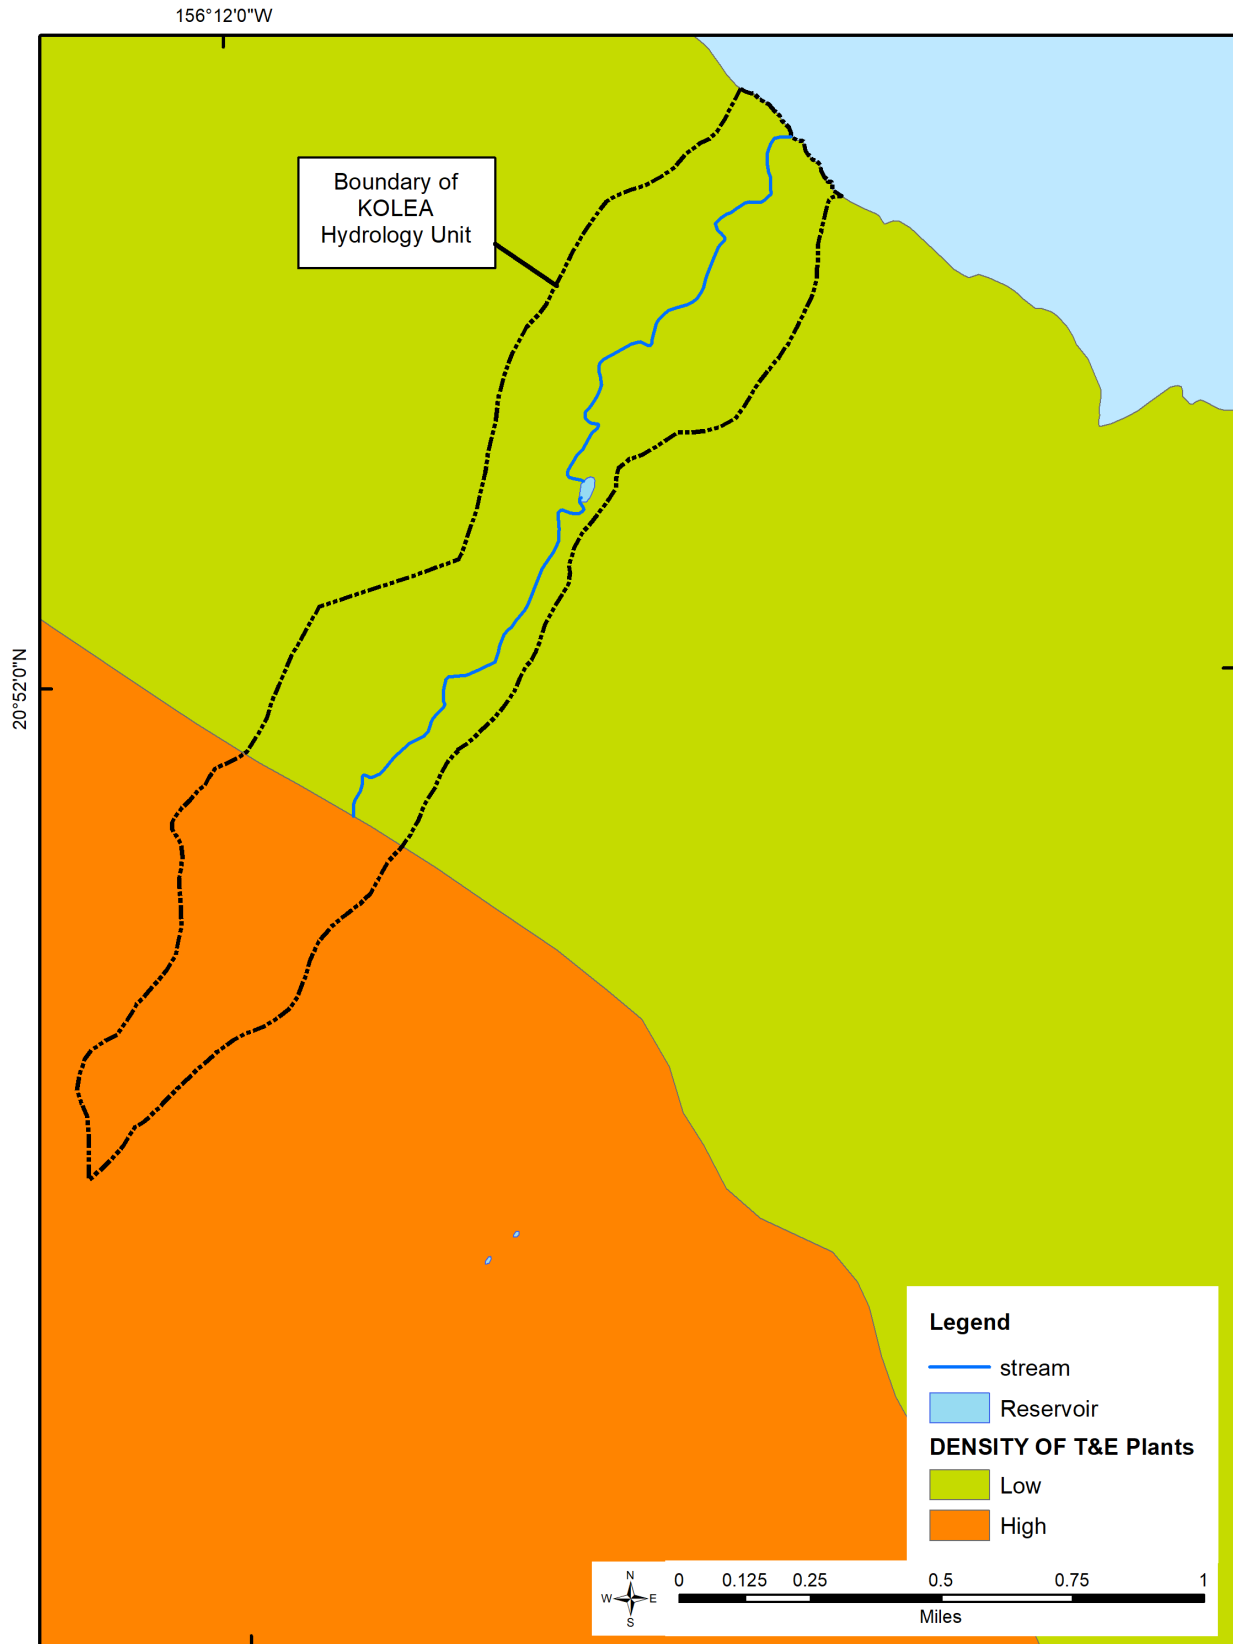 156°12'0"W
Boundary of
KOLEA
Hydrology Unit
20°52'0"N
Legend
stream
Reservoir
DENSITY OF T&E Plants
Low
High
N
W E
S
0 0.125 0.25 0.5 0.75 1
Miles